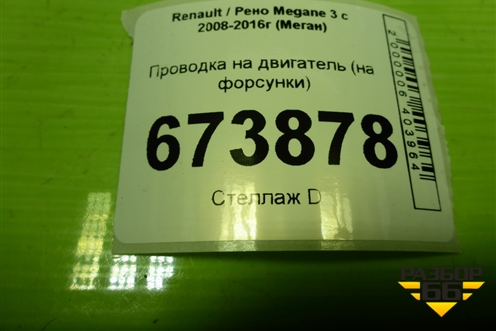 Renault / Рено Megane 3 с
2008-2016г (Меган)
Проводка на двигатель (на
форсунки)
673878
Стеллаж D
2000006403964
РАЗБОР
66